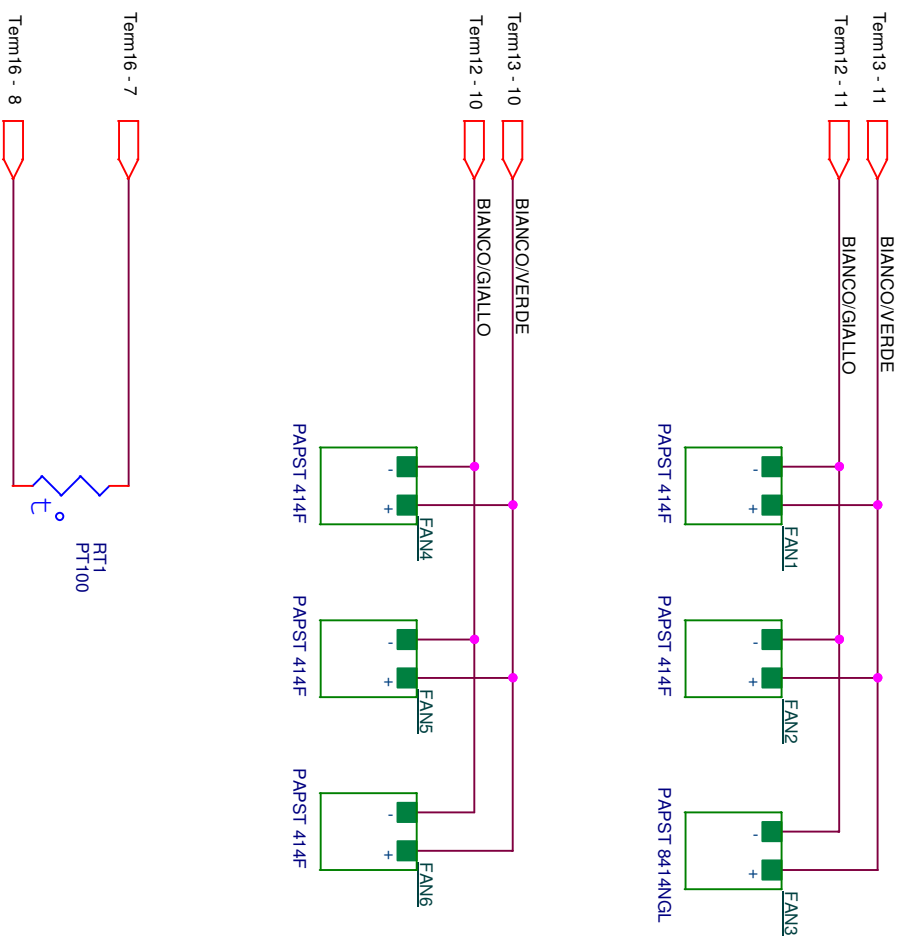 Term13 - 11
BIANCO/VERDE
Term12 - 11
BIANCO/GIALLO
FAN1
- +
PAPST 414F
FAN2
- +
PAPST 414F
FAN3
- +
PAPST 8414NGL
Term13 - 10
BIANCO/VERDE
Term12 - 10
BIANCO/GIALLO
FAN4
- +
PAPST 414F
FAN5
- +
PAPST 414F
FAN6
- +
PAPST 414F
Term16 - 7
Term16 - 8
t°
RT1
PT100